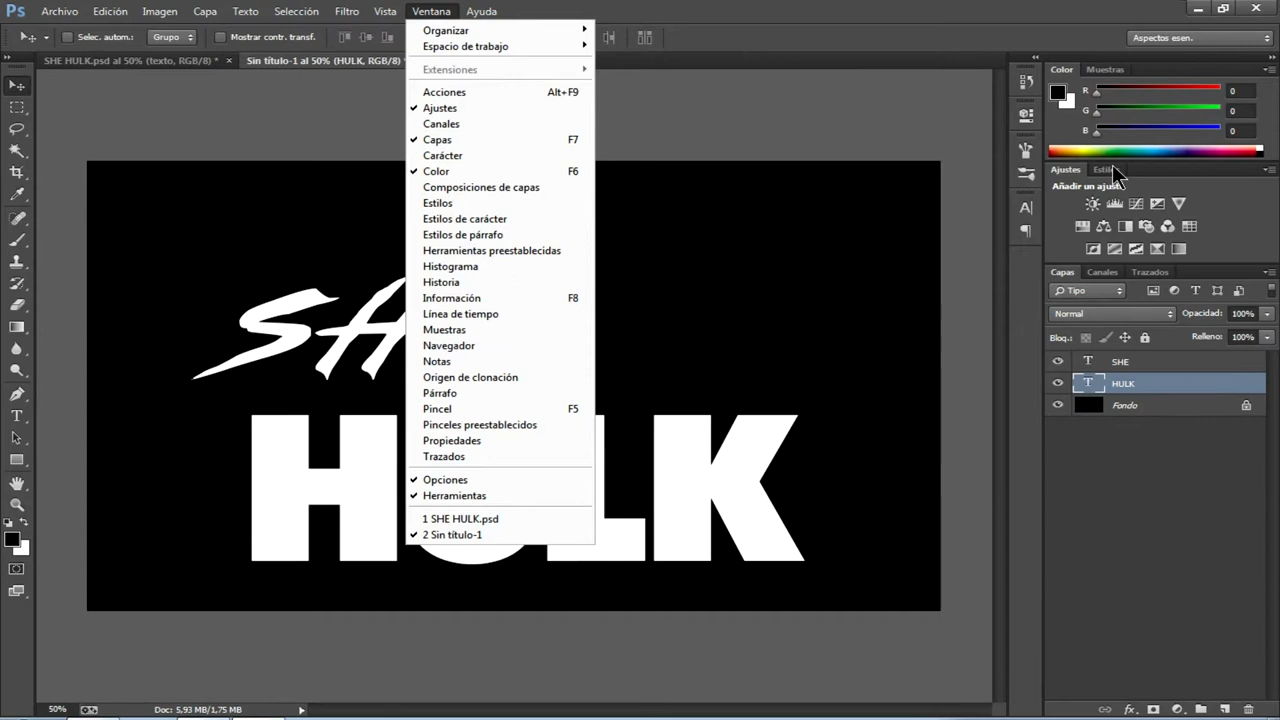 Ps Archivo Edición Imagen Capa Texto Selección Filtro Vista Ventana Ayuda
Selec. autom.: Grupo Mostrar contr. transf. Aspectos esen.
SHE HULK.psd al 50% (texto, RGB/8) * × Sin título-1 al 50% (HULK, RGB/8) *
Organizar
Espacio de trabajo
Extensiones
Acciones Alt+F9
Ajustes
Canales
Capas F7
Carácter
Color F6
Composiciones de capas
Estilos
Estilos de carácter
Estilos de párrafo
Herramientas preestablecidas
Histograma
Historia
Información F8
Línea de tiempo
Muestras
Navegador
Notas
Origen de clonación
Párrafo
Pincel F5
Pinceles preestablecidos
Propiedades
Trazados
Opciones
Herramientas
1 SHE HULK.psd
2 Sin título-1
SH
HULK
Color Muestras
R 0
G 0
B 0
Ajustes
Añadir un
Capas Canales Trazados
Tipo
Normal Opacidad: 100%
Bloq.: Relleno: 100%
T SHE
T HULK
Fondo
50% Doc: 5,93 MB/1,75 MB